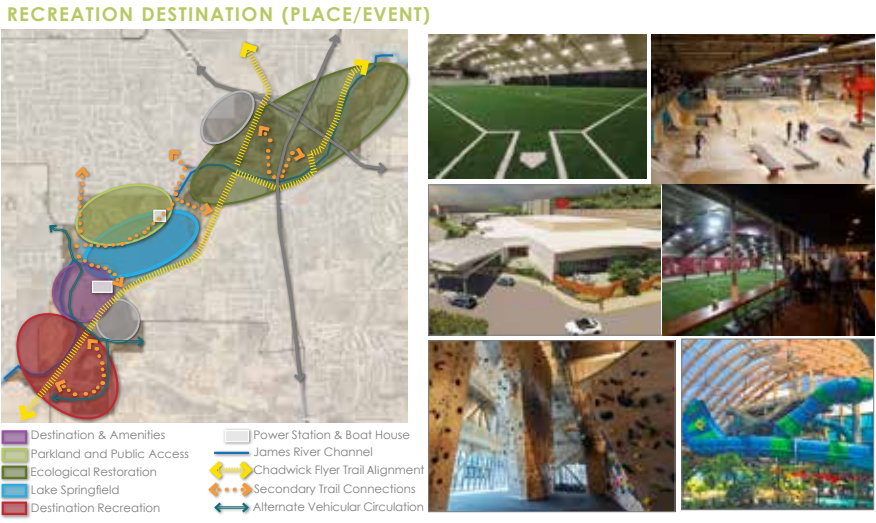 RECREATION DESTINATION (PLACE/EVENT)
Destination & Amenities
Parkland and Public Access
Ecological Restoration
Lake Springfield
Destination Recreation
Power Station & Boat House
James River Channel
Chadwick Flyer Trail Alignment
Secondary Trail Connections
Alternate Vehicular Circulation